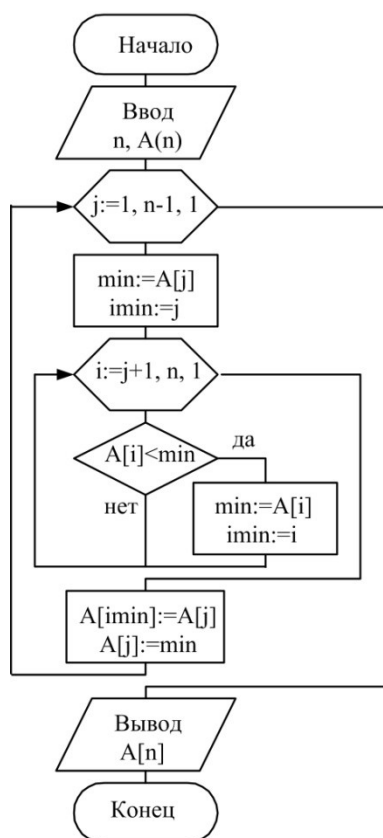 Начало
Ввод
n, A(n)
j:=1, n-1, 1
min:=A[j]
imin:=j
i:=j+1, n, 1
A[i]<min
да
нет
min:=A[i]
imin:=i
A[imin]:=A[j]
A[j]:=min
Вывод
A[n]
Конец